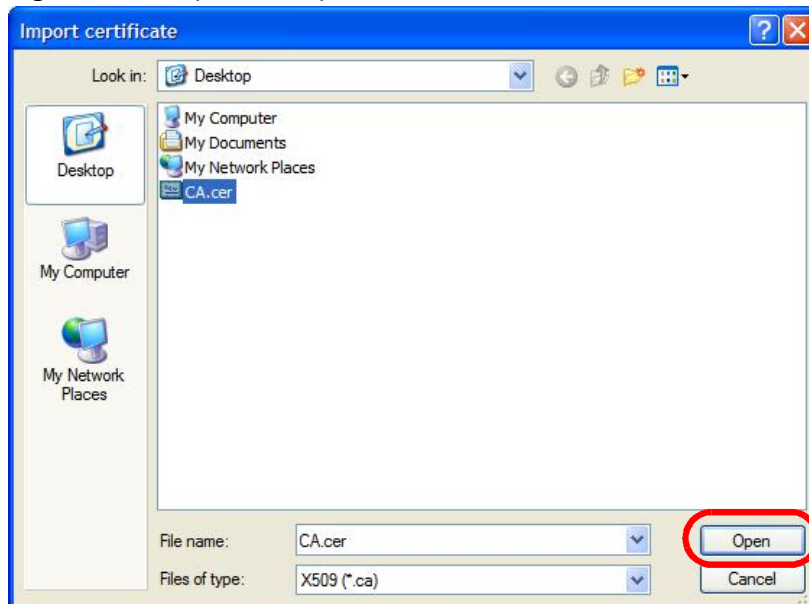 Import certificate
Look in:
Desktop
Desktop
My Computer
My Network
Places
My Computer
My Documents
My Network Places
CA.cer
File name:
CA.cer
Open
Files of type:
X509 (*.ca)
Cancel